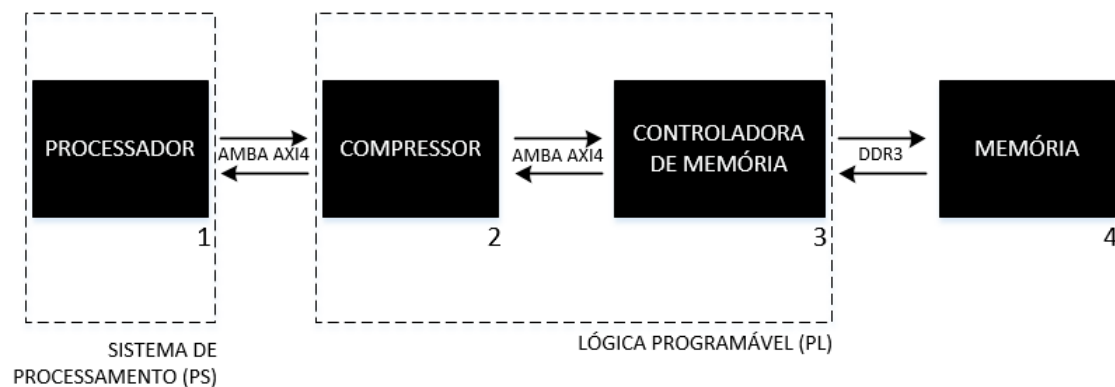 PROCESSADOR
1
AMBA AXI4
COMPRESSOR
2
AMBA AXI4
CONTROLADORA
DE MEMÓRIA
3
DDR3
MEMÓRIA
4
SISTEMA DE
PROCESSAMENTO (PS)
LÓGICA PROGRAMÁVEL (PL)